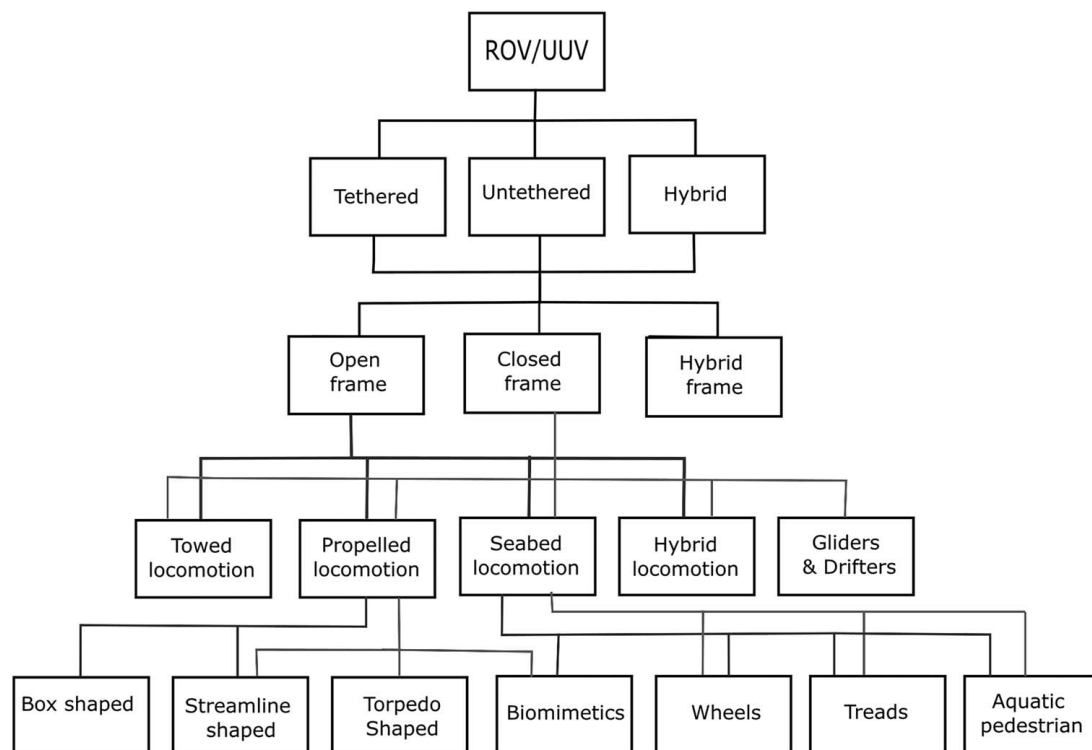 ROV/UUV
Tethered
Untethered
Hybrid
Open
frame
Closed
frame
Hybrid
frame
Towed
locomotion
Propelled
locomotion
Seabed
locomotion
Hybrid
locomotion
Gliders
& Drifters
Box shaped
Streamline
shaped
Torpedo
Shaped
Biomimetics
Wheels
Treads
Aquatic
pedestrian